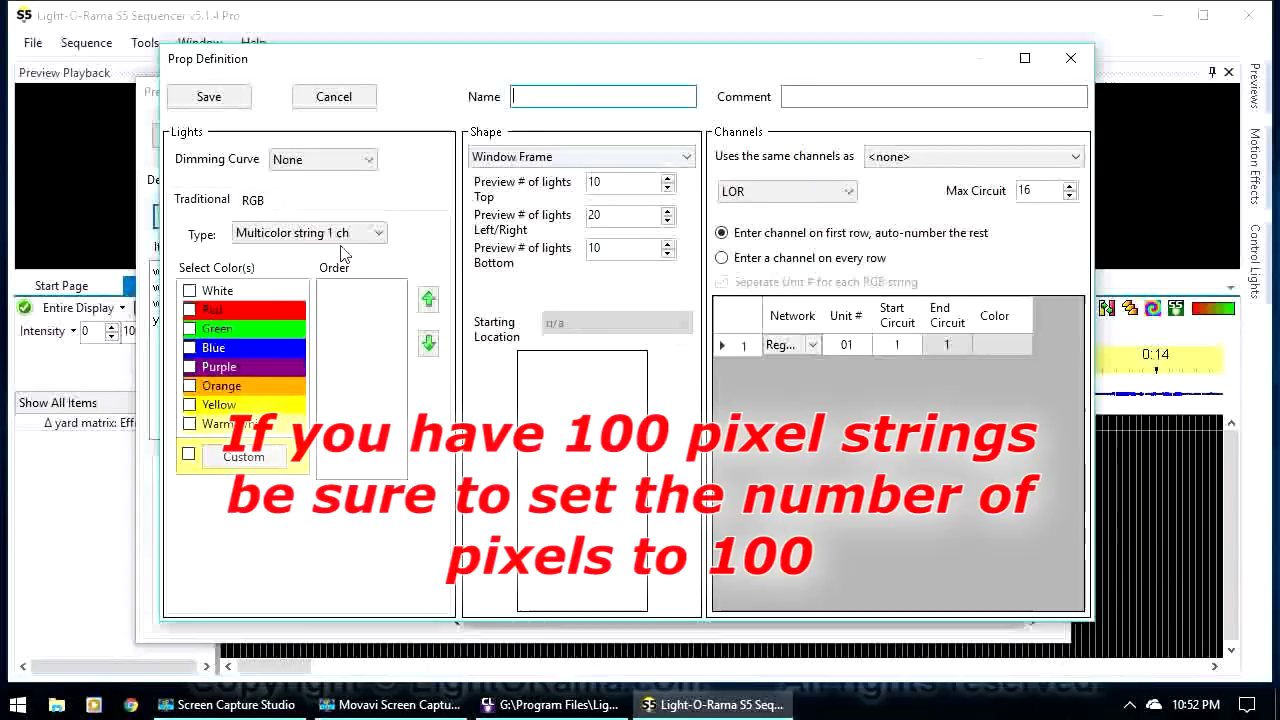 Light-O-Rama S5 Sequencer v5.1.4 Pro
File Sequence Tools Window Help
Preview Playback
Prop Definition
Save Cancel Name Comment
Lights Shape Channels
Dimming Curve None Window Frame Uses the same channels as <none>
Traditional RGB
Preview # of lights Top 10
LOR Max Circuit 16
Preview # of lights Left/Right 20
Type: Multicolor string 1 ch
Enter channel on first row, auto-number the rest
Preview # of lights Bottom 10
Enter a channel on every row
Select Color(s) Order
Separate Unit # for each RGB string
White
Red
Green
Blue
Purple
Orange
Yellow
Custom
Starting Location n/a
Network Unit # Start Circuit End Circuit Color
1 Reg... 01 1 1
Start Page
Entire Display
Intensity 0
Show All Items
Δ yard matrix: Eff
0:14
Previews
Motion Effects
Control Lights
If you have 100 pixel strings
be sure to set the number of
pixels to 100
Copyright © LightORama.com All rights reserved
Screen Capture Studio Movavi Screen Captu... G:\Program Files\Lig... Light-O-Rama S5 Seq... 10:52 PM